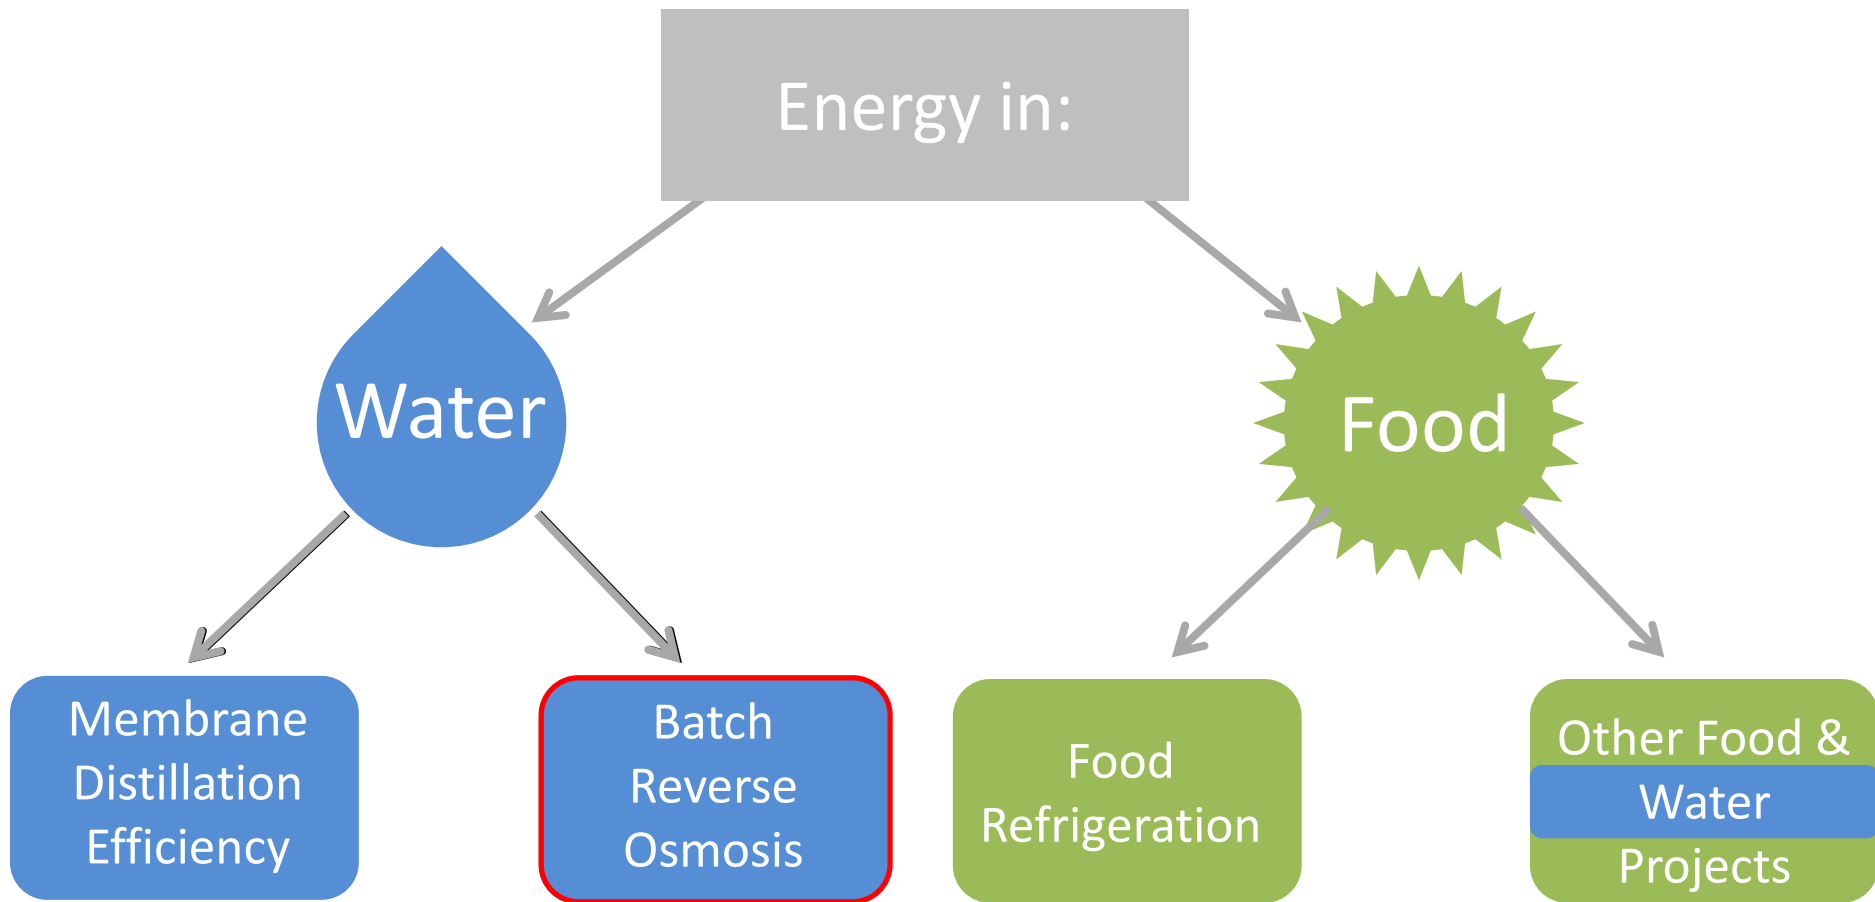 Energy in:
Water
Food
Membrane
Distillation
Efficiency
Batch
Reverse
Osmosis
Food
Refrigeration
Other Food &
Water
Projects